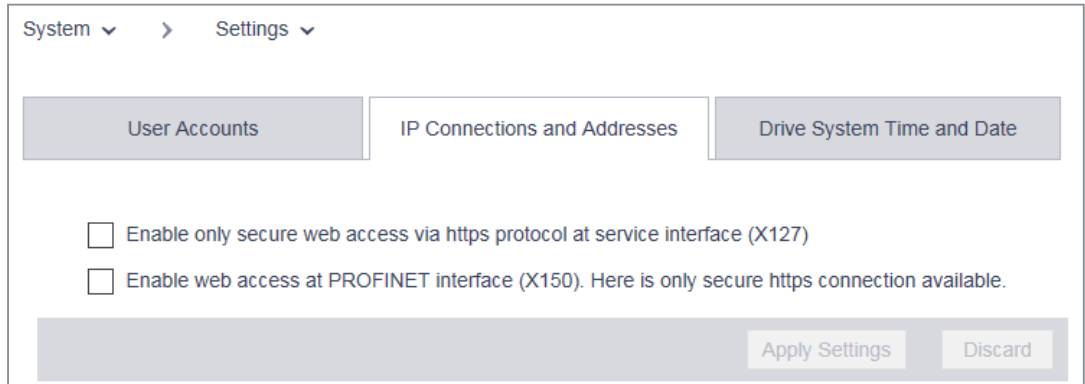 System > Settings
User Accounts IP Connections and Addresses Drive System Time and Date
Enable only secure web access via https protocol at service interface (X127)
Enable web access at PROFINET interface (X150). Here is only secure https connection available.
Apply Settings Discard